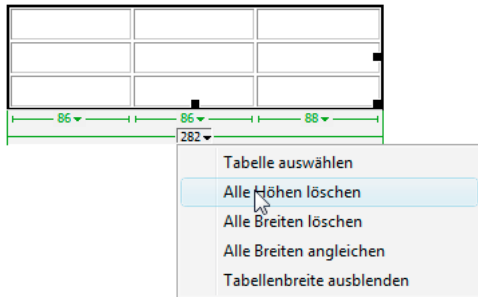 86 86 88
282
Tabelle auswählen
Alle Höhen löschen
Alle Breiten löschen
Alle Breiten angleichen
Tabellenbreite ausblenden